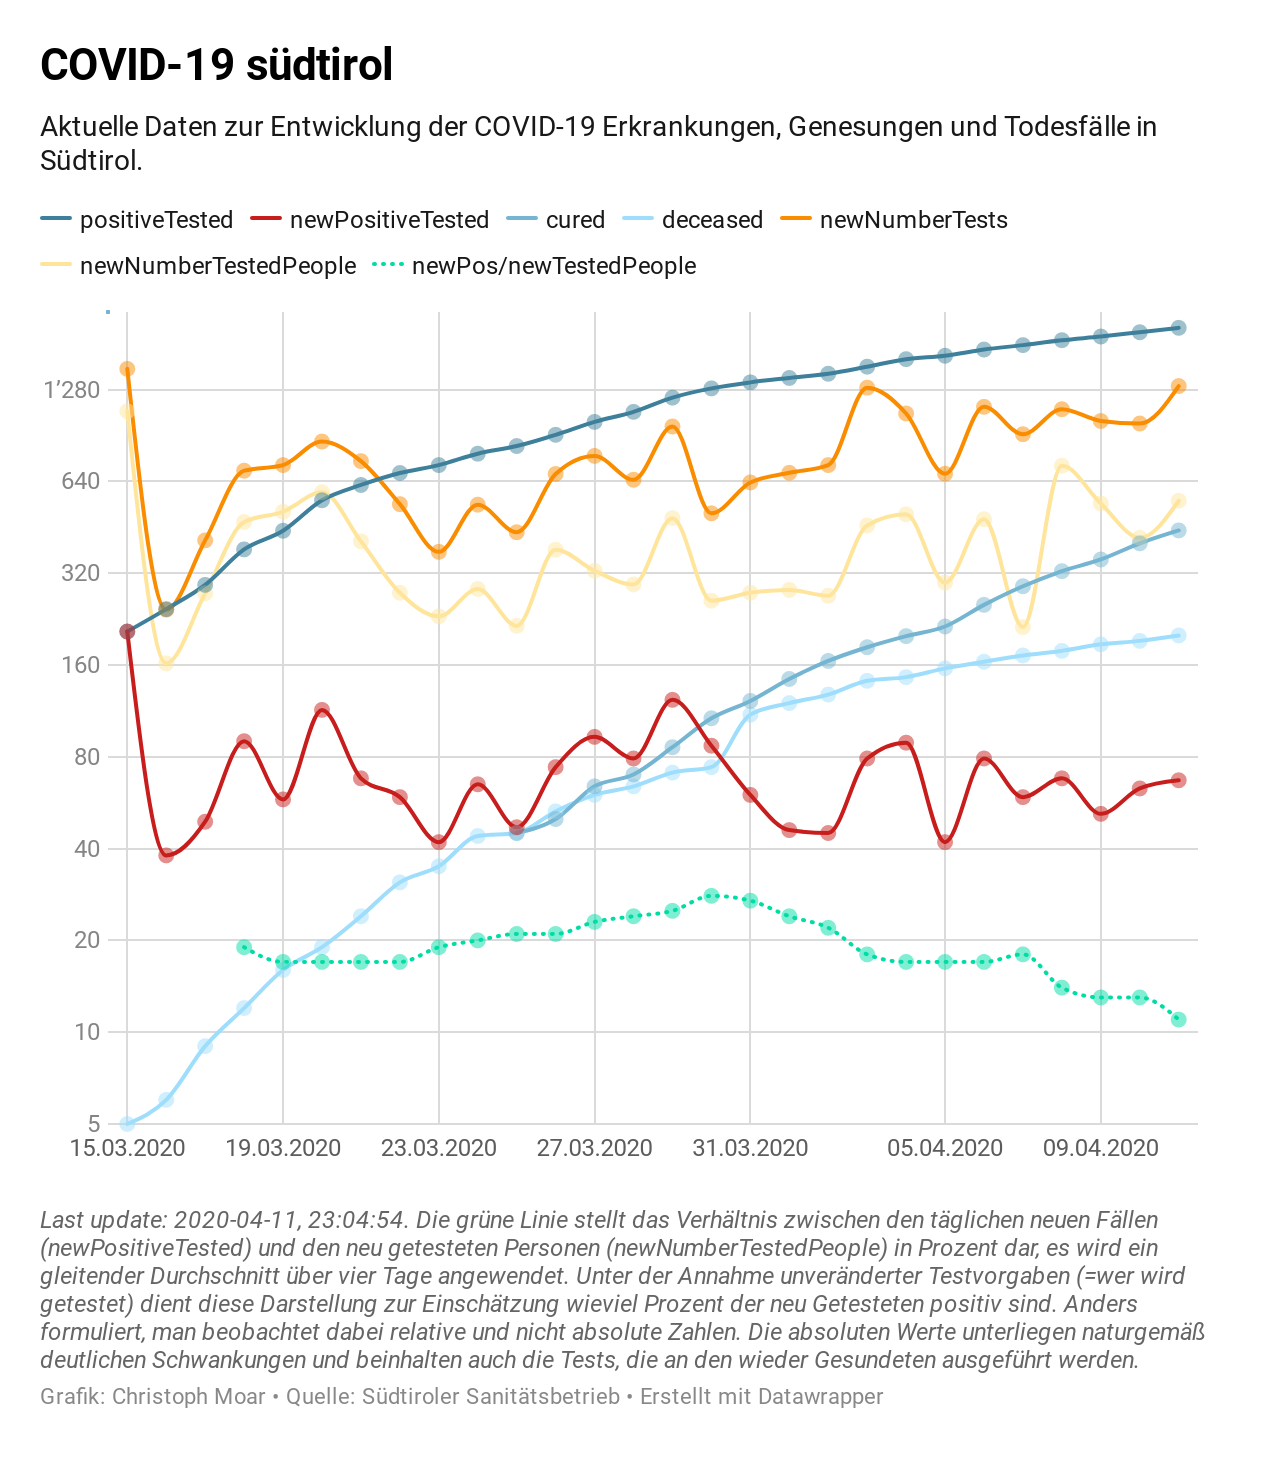 COVID-19 südtirol
Aktuelle Daten zur Entwicklung der COVID-19 Erkrankungen, Genesungen und Todesfälle in
Südtirol.
positiveTested newPositiveTested cured deceased newNumberTests
newNumberTestedPeople newPos/newTestedPeople
1'280
640
320
160
80
40
20
10
5
15.03.2020 19.03.2020 23.03.2020 27.03.2020 31.03.2020 05.04.2020 09.04.2020
Last update: 2020-04-11, 23:04:54. Die grüne Linie stellt das Verhältnis zwischen den täglichen neuen Fällen
(newPositiveTested) und den neu getesteten Personen (newNumberTestedPeople) in Prozent dar, es wird ein
gleitender Durchschnitt über vier Tage angewendet. Unter der Annahme unveränderter Testvorgaben (=wer wird
getestet) dient diese Darstellung zur Einschätzung wieviel Prozent der neu Getesteten positiv sind. Anders
formuliert, man beobachtet dabei relative und nicht absolute Zahlen. Die absoluten Werte unterliegen naturgemäß
deutlichen Schwankungen und beinhalten auch die Tests, die an den wieder Gesundeten ausgeführt werden.
Grafik: Christoph Moar • Quelle: Südtiroler Sanitätsbetrieb • Erstellt mit Datawrapper